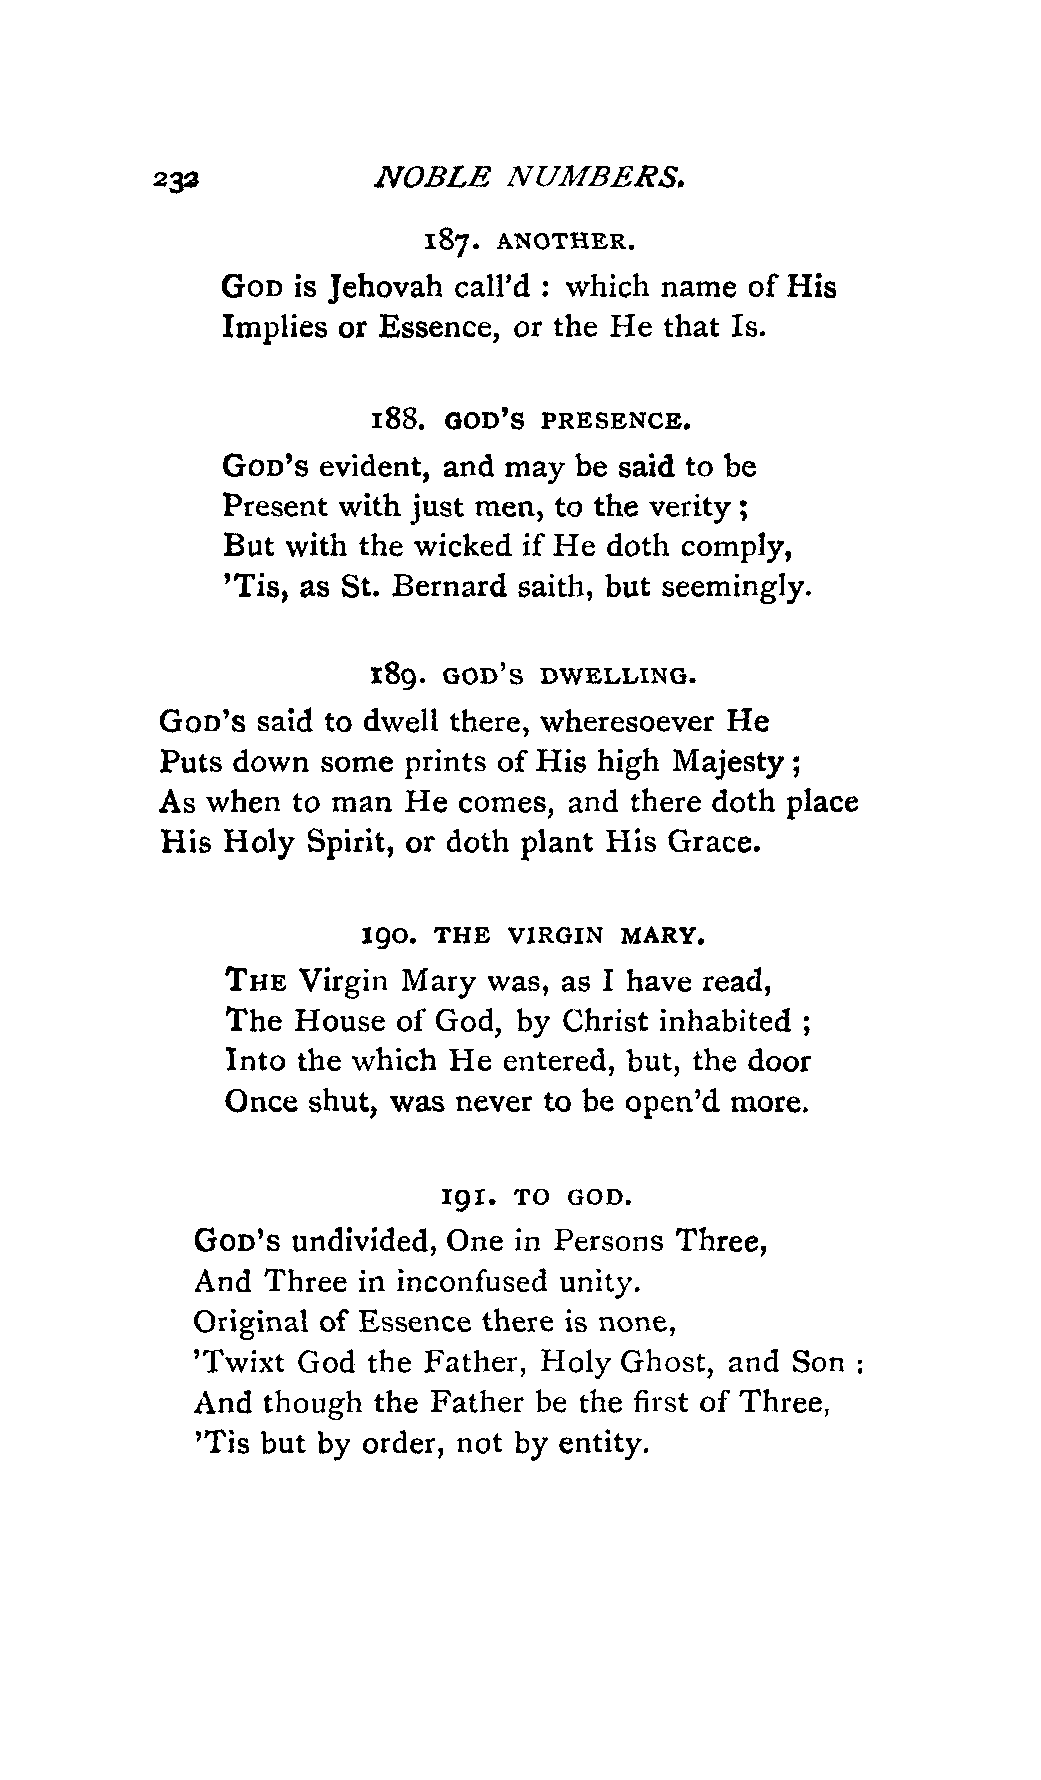 232 NOBLE NUMBERS.
187. ANOTHER.
GOD is Jehovah call'd : which name of His
Implies or Essence, or the He that Is.
188. GOD'S PRESENCE.
GOD'S evident, and may be said to be
Present with just men, to the verity ;
But with the wicked if He doth comply,
'Tis, as St. Bernard saith, but seemingly.
189. GOD'S DWELLING.
GOD'S said to dwell there, wheresoever He
Puts down some prints of His high Majesty ;
As when to man He comes, and there doth place
His Holy Spirit, or doth plant His Grace.
190. THE VIRGIN MARY.
THE Virgin Mary was, as I have read,
The House of God, by Christ inhabited ;
Into the which He entered, but, the door
Once shut, was never to be open'd more.
191. TO GOD.
GOD'S undivided, One in Persons Three,
And Three in inconfused unity.
Original of Essence there is none,
'Twixt God the Father, Holy Ghost, and Son :
And though the Father be the first of Three,
'Tis but by order, not by entity.